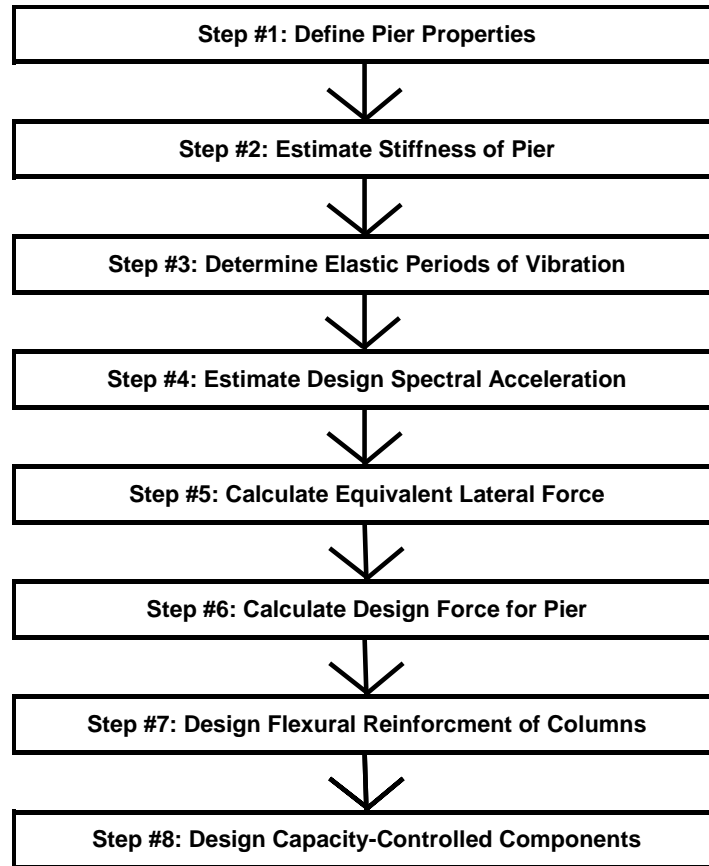 Step #1: Define Pier Properties
Step #2: Estimate Stiffness of Pier
Step #3: Determine Elastic Periods of Vibration
Step #4: Estimate Design Spectral Acceleration
Step #5: Calculate Equivalent Lateral Force
Step #6: Calculate Design Force for Pier
Step #7: Design Flexural Reinforcment of Columns
Step #8: Design Capacity-Controlled Components